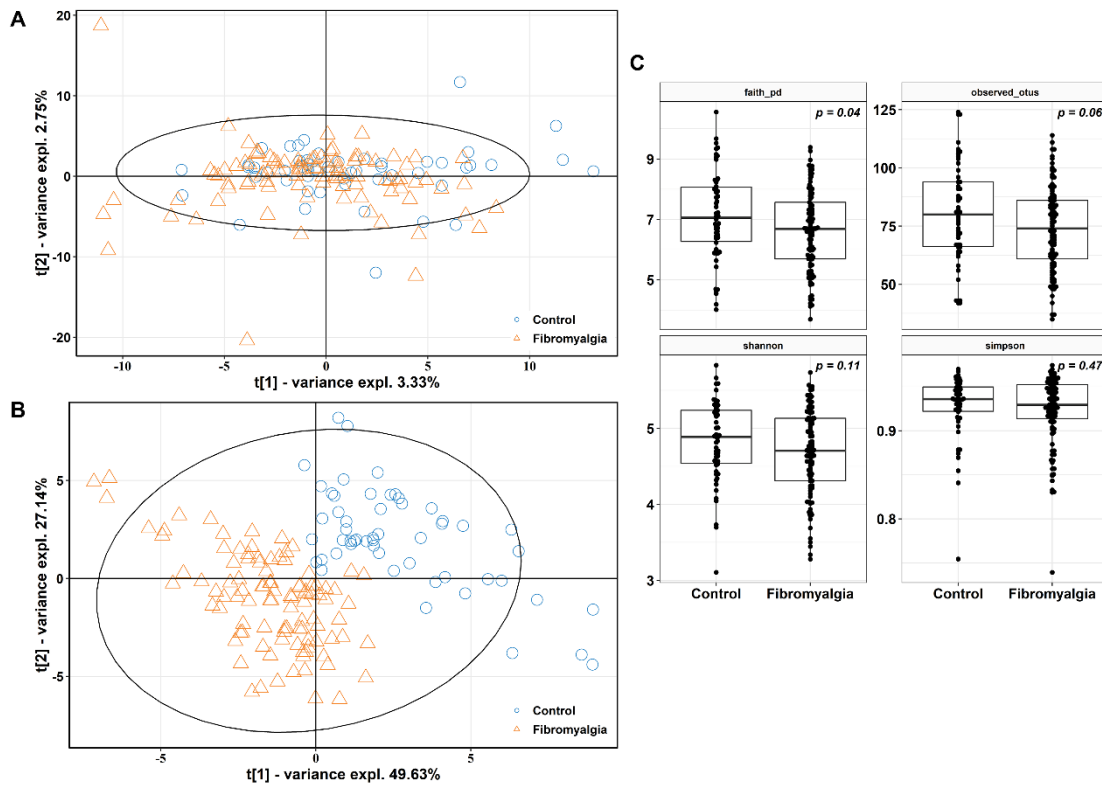 A
20
10
0
-10
-20
t[2] - variance expl. 2.75%
-10
-5
0
5
10
t[1] - variance expl. 3.33%
Control
Fibromyalgia
B
5
0
-5
t[2] - variance expl. 27.14%
-5
0
5
t[1] - variance expl. 49.63%
Control
Fibromyalgia
C
faith_pd
p = 0.04
9
7
5
observed_otus
p = 0.06
125
100
75
50
shannon
p = 0.11
5
4
3
simpson
p = 0.47
0.9
0.8
Control
Fibromyalgia
Control
Fibromyalgia